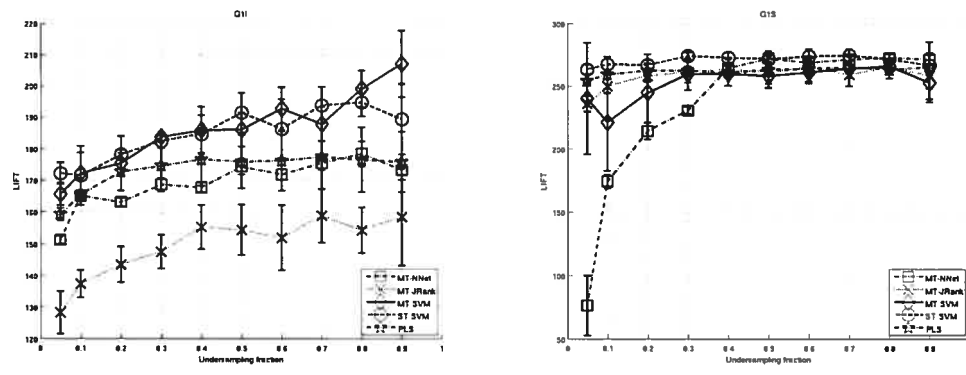 Q1I
LIFT
220
210
200
190
180
170
160
150
140
130
120
0 0.1 0.2 0.3 0.4 0.5 0.6 0.7 0.8 0.9 1
Undersampling fraction
MT-NNet
MT-JRank
MT SVM
ST SVM
PLS
Q1S
LIFT
300
250
200
150
100
50
0 0.1 0.2 0.3 0.4 0.5 0.6 0.7 0.8 0.9
Undersampling fraction
MT-NNet
MT-JRank
MT SVM
ST SVM
PLS